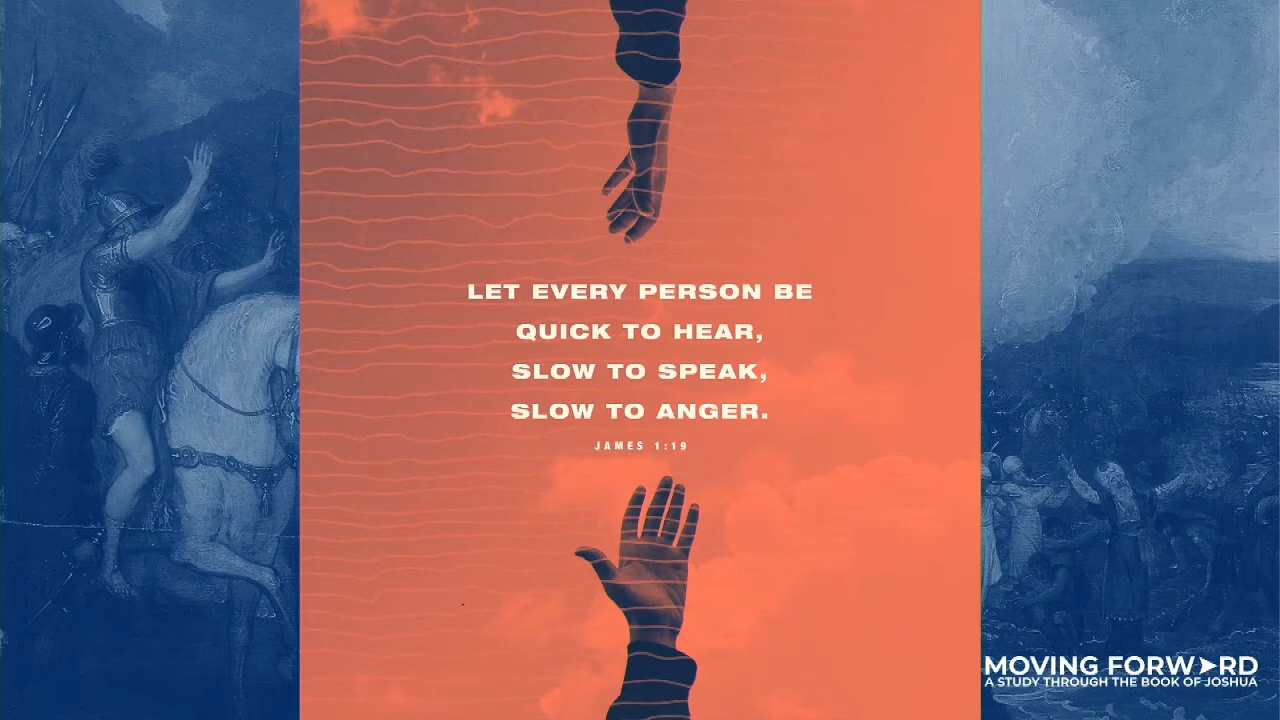 LET EVERY PERSON BE
QUICK TO HEAR,
SLOW TO SPEAK,
SLOW TO ANGER.
JAMES 1:19
MOVING FORWARD
A STUDY THROUGH THE BOOK OF JOSHUA